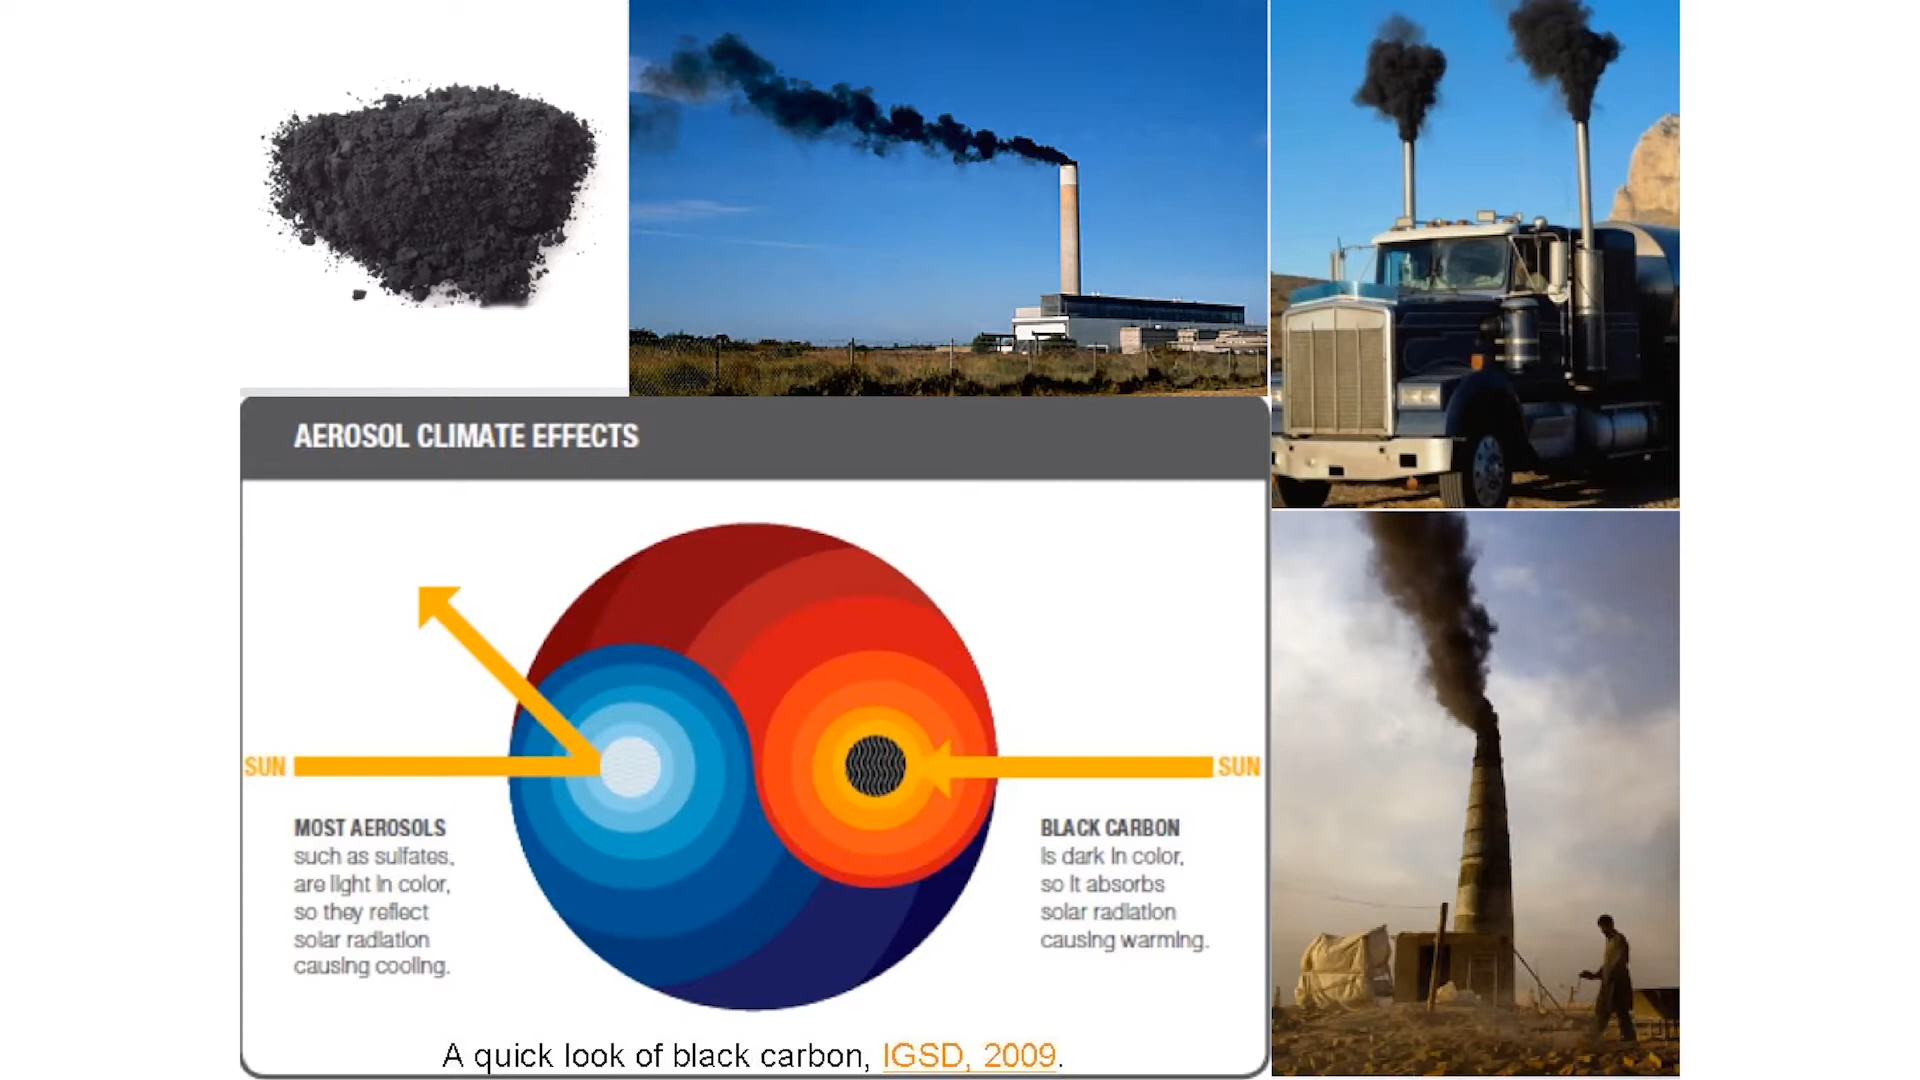 AEROSOL CLIMATE EFFECTS
SUN
SUN
MOST AEROSOLS
such as sulfates,
are light in color,
so they reflect
solar radiation
causing cooling.
BLACK CARBON
is dark in color,
so it absorbs
solar radiation
causing warming.
A quick look of black carbon, IGSD, 2009.